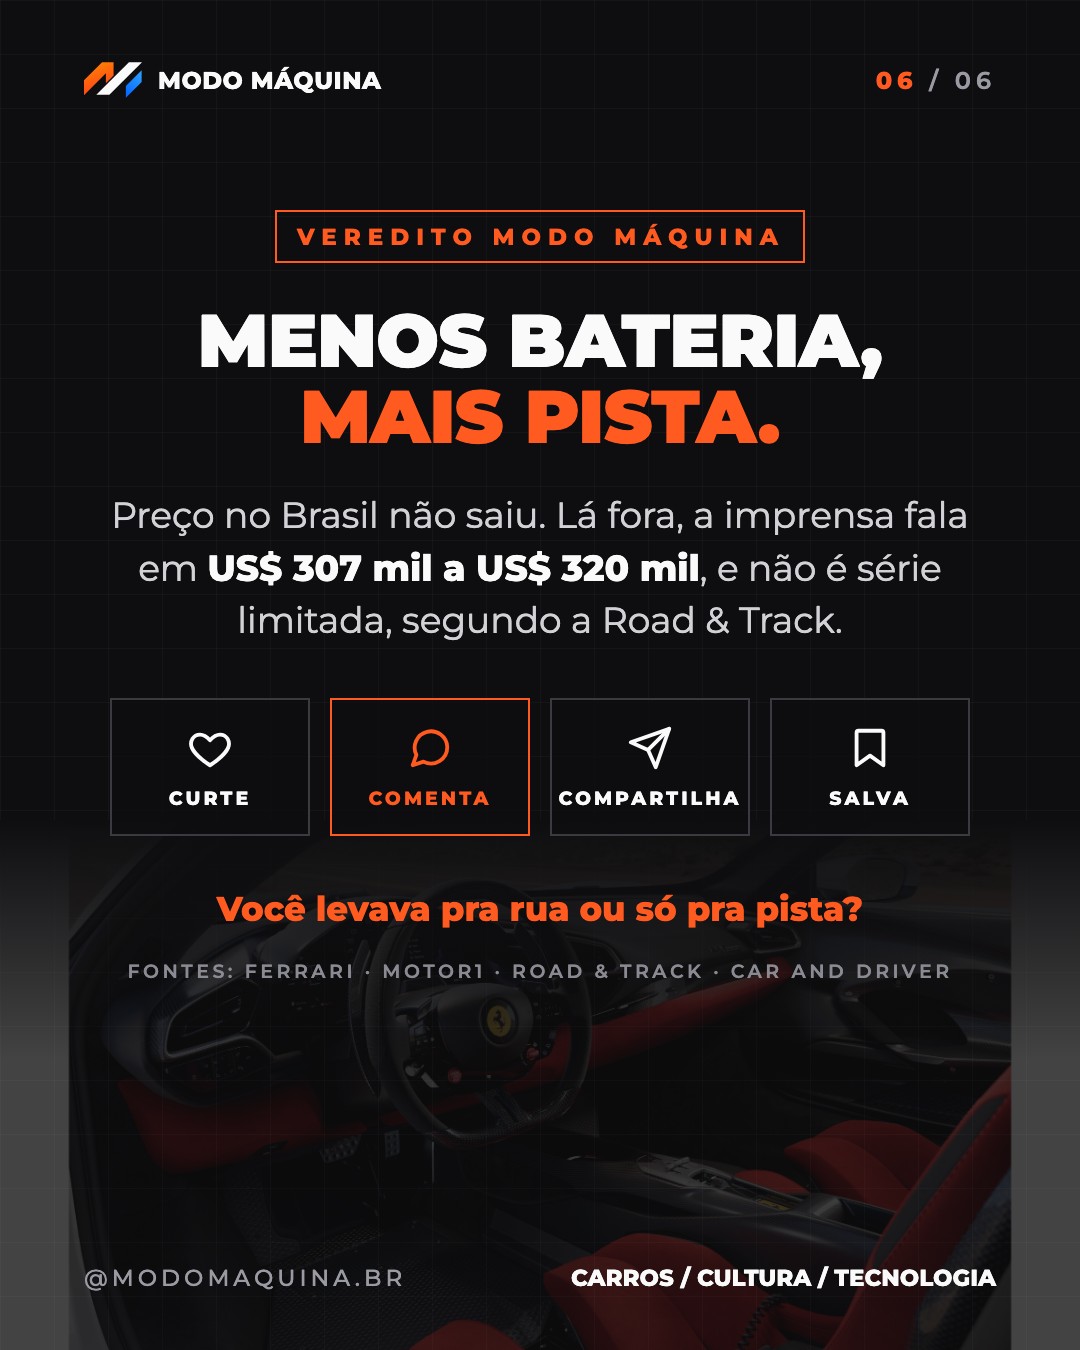 MODO MÁQUINA
06 / 06
VEREDITO MODO MÁQUINA
MENOS BATERIA,
MAIS PISTA.
Preço no Brasil não saiu. Lá fora, a imprensa fala
em US$ 307 mil a US$ 320 mil, e não é série
limitada, segundo a Road & Track.
CURTE
COMENTA
COMPARTILHA
SALVA
Você levava pra rua ou só pra pista?
FONTES: FERRARI · MOTOR1 · ROAD & TRACK · CAR AND DRIVER
@MODOMAQUINA.BR
CARROS / CULTURA / TECNOLOGIA